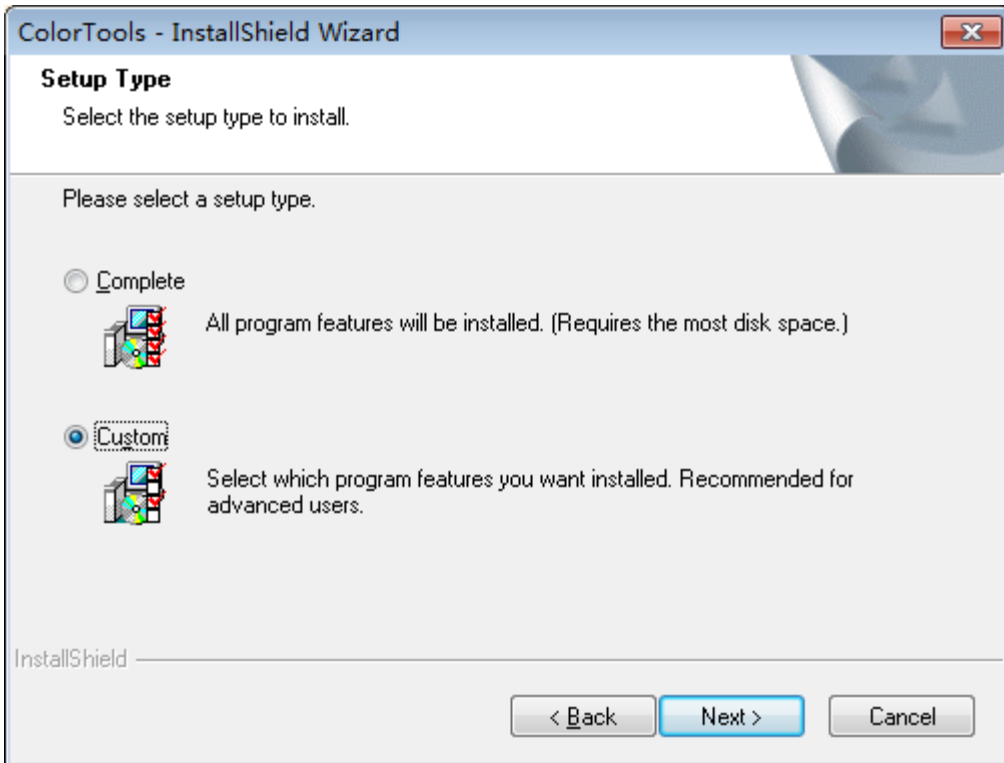 ColorTools - InstallShield Wizard
Setup Type
Select the setup type to install.
Please select a setup type.
Complete
All program features will be installed. (Requires the most disk space.)
Custom
Select which program features you want installed. Recommended for
advanced users.
InstallShield
< Back
Next >
Cancel